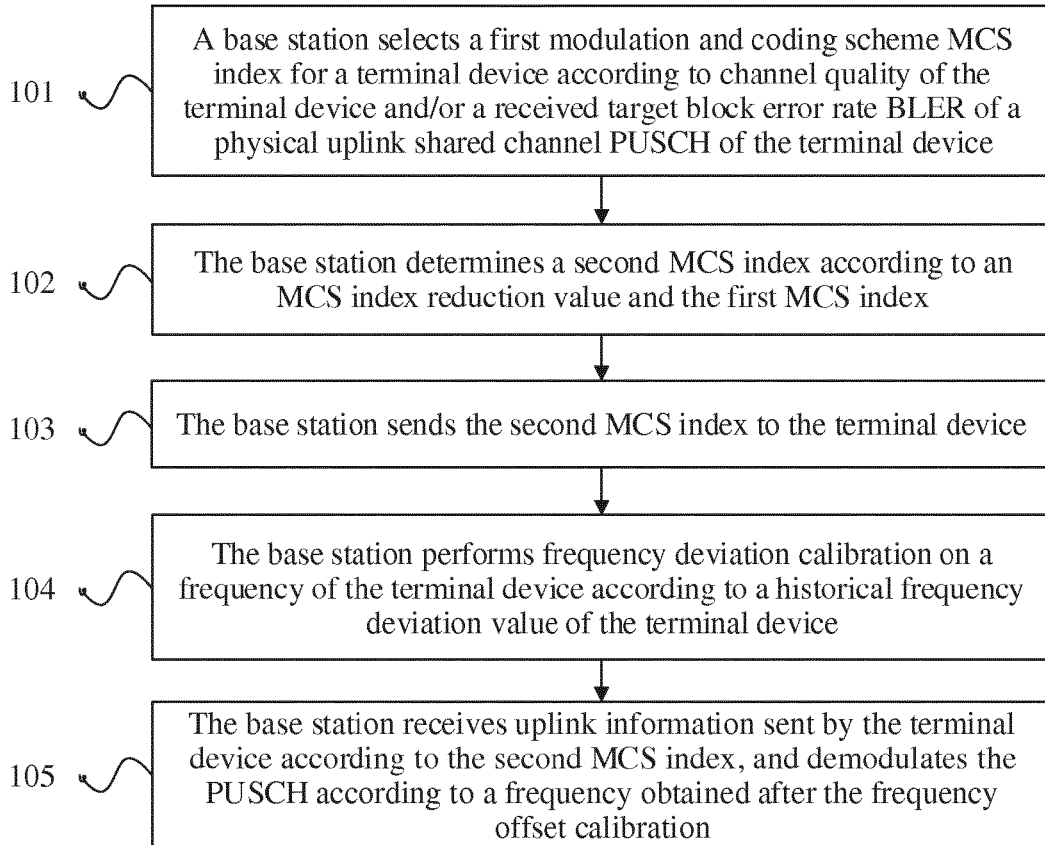 A base station selects a first modulation and coding scheme MCS
index for a terminal device according to channel quality of the
101
terminal device and/or a received target block error rate BLER of a
physical uplink shared channel PUSCH of the terminal device
102
The base station determines a second MCS index according to an
MCS index reduction value and the first MCS index
103
The base station sends the second MCS index to the terminal device
104
The base station performs frequency deviation calibration on a
frequency of the terminal device according to a historical frequency
deviation value of the terminal device
The base station receives uplink information sent by the terminal
device according to the second MCS index, and demodulates the
105
PUSCH according to a frequency obtained after the frequency
offset calibration